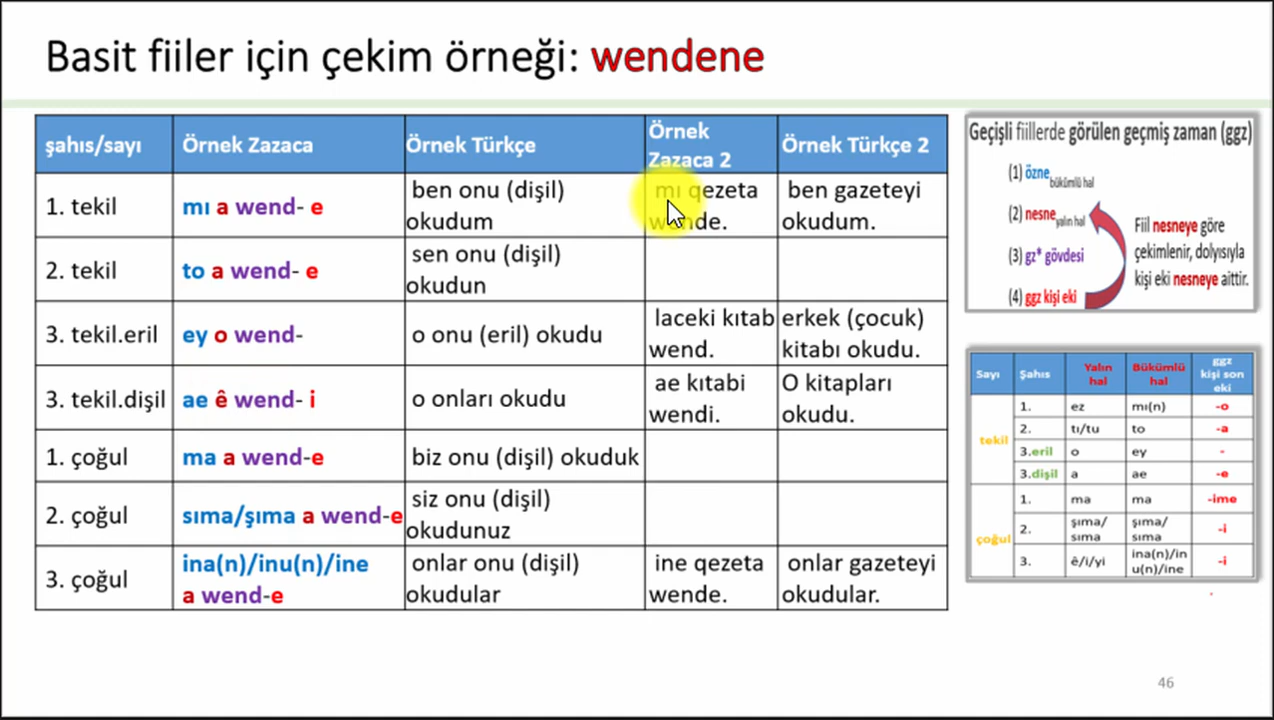 Basit fiiler için çekim örneği: wendene
şahıs/sayı Örnek Zazaca Örnek Türkçe Örnek Zazaca 2 Örnek Türkçe 2
1. tekil mı a wend- e ben onu (dişil) okudum mı qezeta wende. ben gazeteyi okudum.
2. tekil to a wend- e sen onu (dişil) okudun
3. tekil.eril ey o wend- o onu (eril) okudu laceki kıtab wend. erkek (çocuk) kitabı okudu.
3. tekil.dişil ae ê wend- i o onları okudu ae kıtabi wendi. O kitapları okudu.
1. çoğul ma a wend-e biz onu (dişil) okuduk
2. çoğul sıma/şıma a wend-e siz onu (dişil) okudunuz
3. çoğul ina(n)/inu(n)/ine a wend-e onlar onu (dişil) okudular ine qezeta wende. onlar gazeteyi okudular.
Geçişli fiillerde görülen geçmiş zaman (ggz)
(1) özne bükümlü hal
(2) nesne yalın hal
(3) gz* gövdesi
(4) ggz kişi eki
Fiil nesneye göre
çekimlenir, dolyısıyla
kişi eki nesneye aittir.
Sayı Şahıs Yalın hal Bükümlü hal ggz kişi son eki
tekil
1. ez mı(n) -o
2. tı/tu to -a
3.eril o ey -
3.dişil a ae -e
çoğul
1. ma ma -ime
2. şıma/ sıma şıma/ sıma -i
3. ê/i/yi ina(n)/in u(n)/ine -i
46